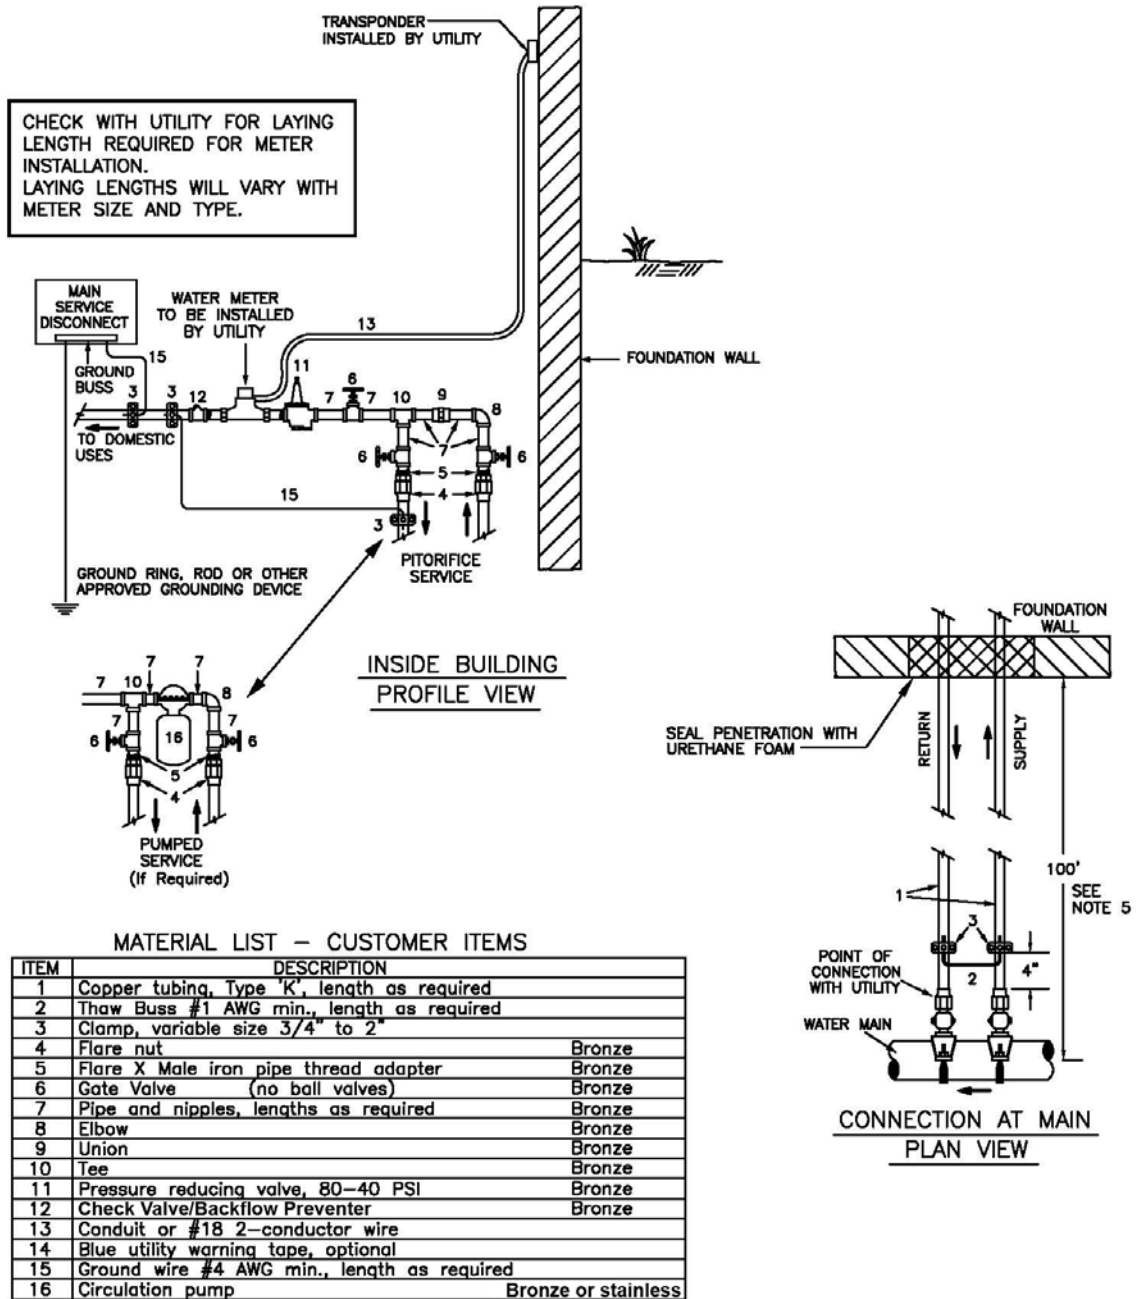 TRANSPONDER
INSTALLED BY UTILITY
CHECK WITH UTILITY FOR LAYING
LENGTH REQUIRED FOR METER
INSTALLATION.
LAYING LENGTHS WILL VARY WITH
METER SIZE AND TYPE.
MAIN
SERVICE
DISCONNECT
WATER METER
TO BE INSTALLED
BY UTILITY
13
15
GROUND
BUSS
FOUNDATION WALL
11
6
3
3
12
7
7
10
9
8
TO DOMESTIC
USES
7
6
6
5
15
4
3
PITORIFICE
SERVICE
GROUND RING, ROD OR OTHER
APPROVED GROUNDING DEVICE
INSIDE BUILDING
PROFILE VIEW
7
7
7
10
8
7
7
6
16
6
5
4
PUMPED
SERVICE
(If Required)
FOUNDATION
WALL
SEAL PENETRATION WITH
URETHANE FOAM
RETURN
SUPPLY
100'
SEE
NOTE 5
1
3
POINT OF
CONNECTION
WITH UTILITY
2
4"
WATER MAIN
CONNECTION AT MAIN
PLAN VIEW
MATERIAL LIST – CUSTOMER ITEMS
ITEM DESCRIPTION
1 Copper tubing, Type 'K', length as required
2 Thaw Buss #1 AWG min., length as required
3 Clamp, variable size 3/4" to 2"
4 Flare nut Bronze
5 Flare X Male iron pipe thread adapter Bronze
6 Gate Valve (no ball valves) Bronze
7 Pipe and nipples, lengths as required Bronze
8 Elbow Bronze
9 Union Bronze
10 Tee Bronze
11 Pressure reducing valve, 80–40 PSI Bronze
12 Check Valve/Backflow Preventer Bronze
13 Conduit or #18 2–conductor wire
14 Blue utility warning tape, optional
15 Ground wire #4 AWG min., length as required
16 Circulation pump Bronze or stainless